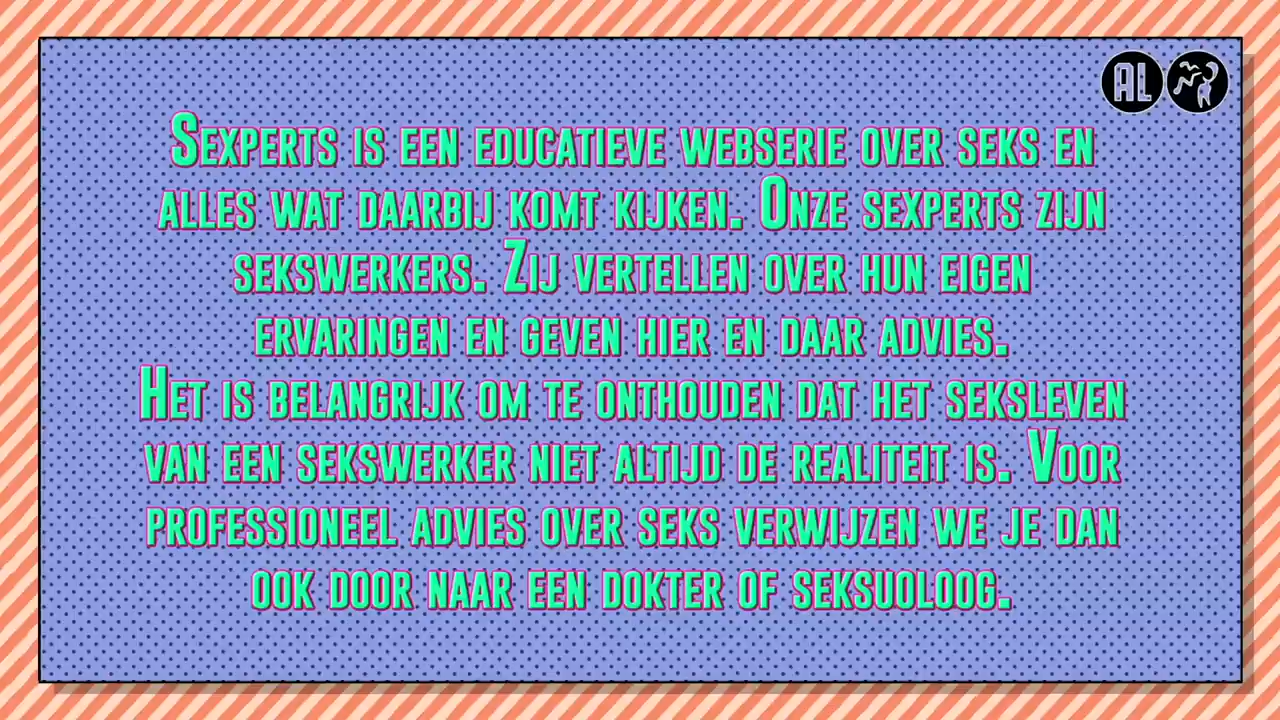 AL
Sexperts is een educatieve webserie over seks en
alles wat daarbij komt kijken. Onze sexperts zijn
sekswerkers. Zij vertellen over hun eigen
ervaringen en geven hier en daar advies.
Het is belangrijk om te onthouden dat het seksleven
van een sekswerker niet altijd de realiteit is. Voor
professioneel advies over seks verwijzen we je dan
ook door naar een dokter of seksuoloog.